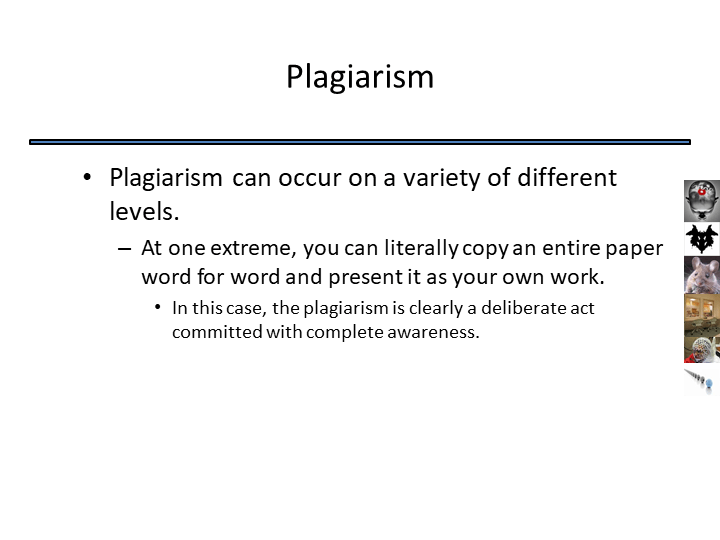 Plagiarism
• Plagiarism can occur on a variety of different
levels.
– At one extreme, you can literally copy an entire paper
word for word and present it as your own work.
• In this case, the plagiarism is clearly a deliberate act
committed with complete awareness.